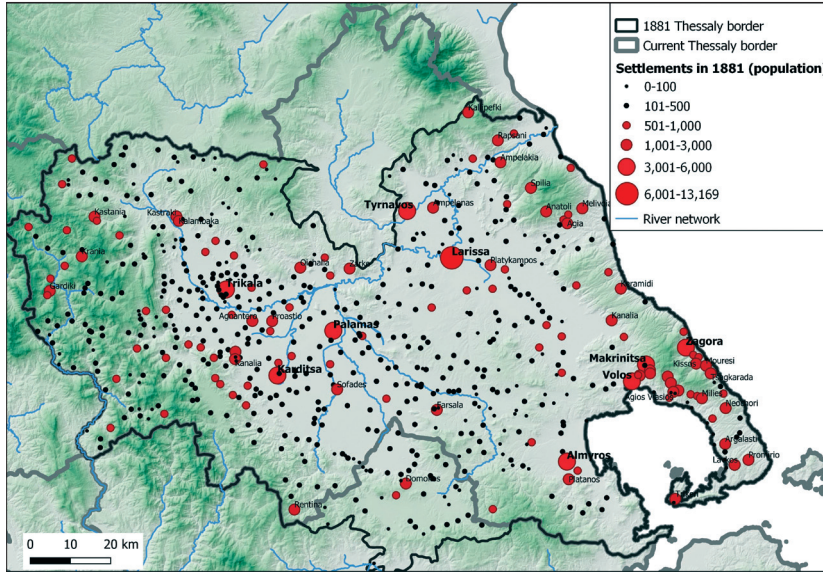 1881 Thessaly border
Current Thessaly border
Settlements in 1881 (population)
0-100
101-500
501-1,000
1,001-3,000
3,001-6,000
6,001-13,169
River network
Kallipefki
Rapsani
Ampelakia
Spilia
Tyrnavos
Ampelonas
Anatoli
Melivoia
Agia
Kastania
Kastraki
Kalambaka
Krania
Larissa
Platykampos
Oichalia
Zarko
Gardiki
Trikala
Keramidi
Agnantero
Proastio
Palamas
Kanalia
Zagora
Kanalia
Makrinitsa
Kissos
Mouresi
Karditsa
Volos
Tsagkarada
Sofades
Agios Vlasios
Milies
Neochori
Farsala
Argalasti
Almyros
Lafkos
Promirio
Domokos
Platanos
Rentina
Trikeri
0 10 20 km